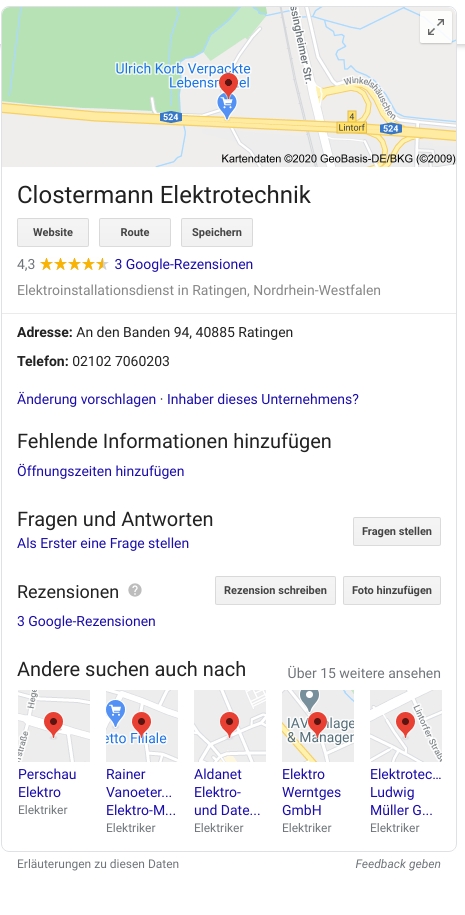 ssingheimer Str.
Ulrich Korb Verpackte
Winkelshäuschen
524
4
Lintorf
524
Kartendaten ©2020 GeoBasis-DE/BKG (©2009)
Clostermann Elektrotechnik
Website Route Speichern
4,3 3 Google-Rezensionen
Elektroinstallationsdienst in Ratingen, Nordrhein-Westfalen
Adresse: An den Banden 94, 40885 Ratingen
Telefon: 02102 7060203
Änderung vorschlagen · Inhaber dieses Unternehmens?
Fehlende Informationen hinzufügen
Öffnungszeiten hinzufügen
Fragen und Antworten
Fragen stellen
Als Erster eine Frage stellen
Rezensionen ? Rezension schreiben Foto hinzufügen
3 Google-Rezensionen
Andere suchen auch nach Über 15 weitere ansehen
Hege
nstraße
etto Filiale
IAV
nlage
& Manager
Lintorfer Straß
Perschau Rainer Aldanet Elektro Elektrotec...
Elektro Vanoeter... Elektro- Werntges Ludwig
Elektriker Elektro-M... und Date... GmbH Müller G...
Elektriker Elektriker Elektriker Elektriker
Erläuterungen zu diesen Daten Feedback geben